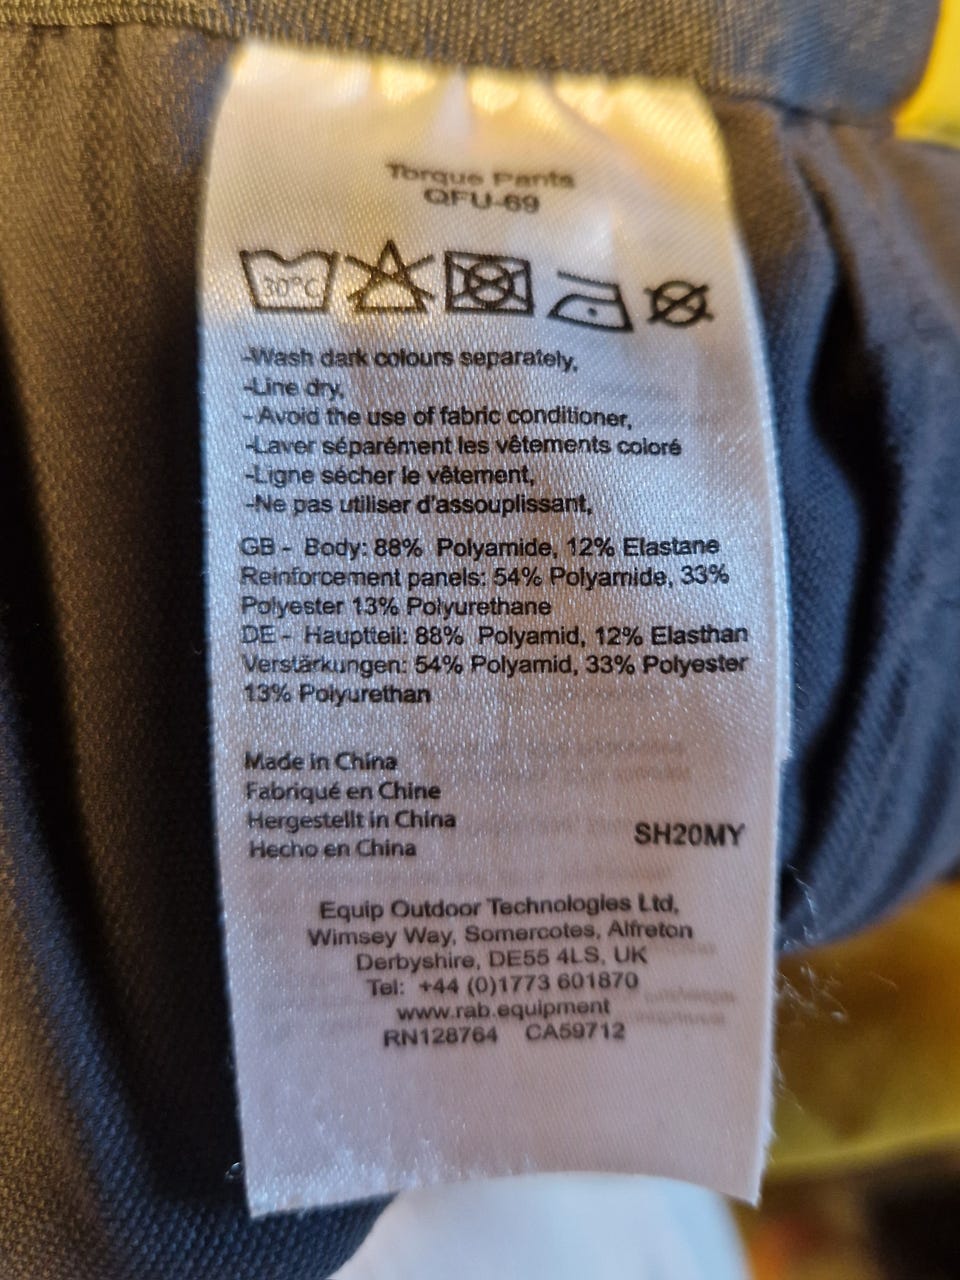 Torque Pants
QFU-69
30°C
-Wash dark colours separately,
-Line dry,
- Avoid the use of fabric conditioner,
-Laver séparément les vêtements coloré
-Ligne sécher le vêtement,
-Ne pas utiliser d'assouplissant,
GB - Body: 88% Polyamide, 12% Elastane
Reinforcement panels: 54% Polyamide, 33%
Polyester 13% Polyurethane
DE - Hauptteil: 88% Polyamid, 12% Elasthan
Verstärkungen: 54% Polyamid, 33% Polyester
13% Polyurethan
Made in China
Fabriqué en Chine
Hergestellt in China
Hecho en China
SH20MY
Equip Outdoor Technologies Ltd,
Wimsey Way, Somercotes, Alfreton
Derbyshire, DE55 4LS, UK
Tel: +44 (0)1773 601870
www.rab.equipment
RN128764 CA59712